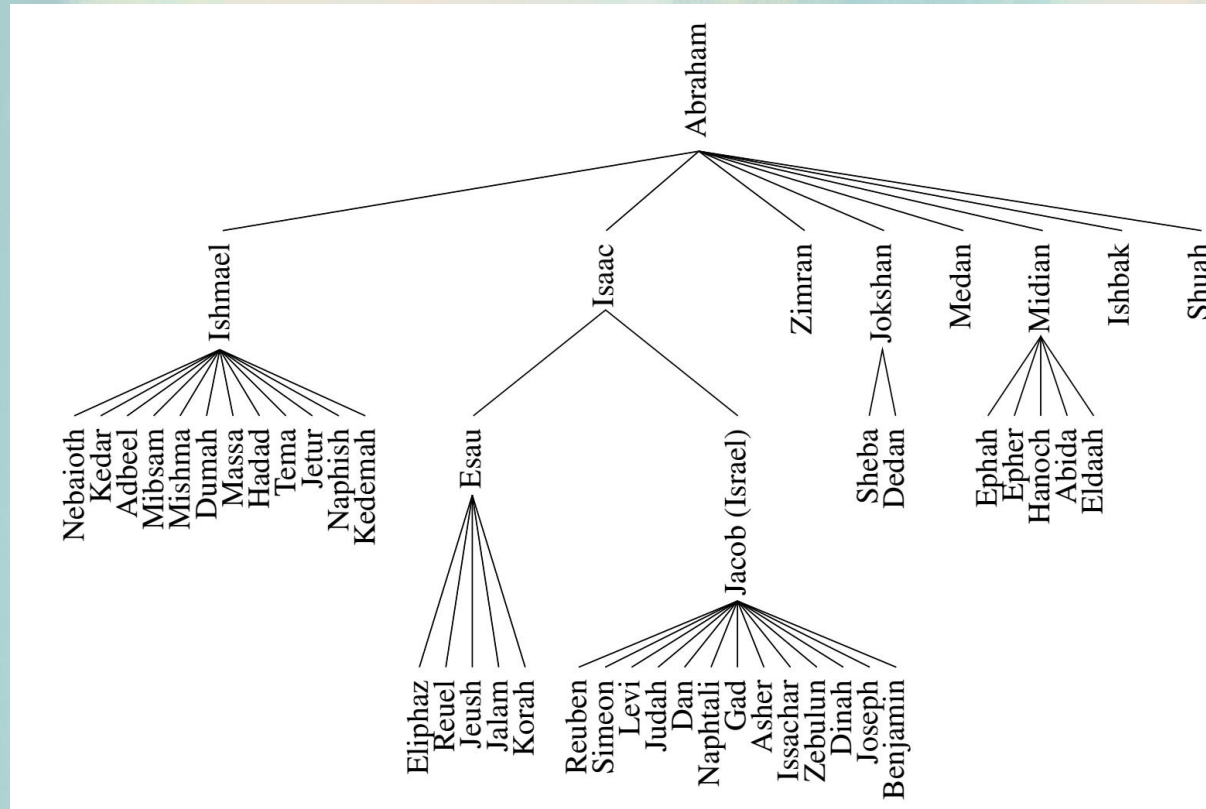 Abraham
Ishmael
Isaac
Zimran
Jokshan
Medan
Midian
Ishbak
Shuah
Nebaioth
Kedar
Adbeel
Mibsam
Mishma
Dumah
Massa
Hadad
Tema
Jetur
Naphish
Kedemah
Esau
Jacob (Israel)
Sheba
Dedan
Ephah
Epher
Hanoch
Abida
Eldaah
Eliphaz
Reuel
Jeush
Jalam
Korah
Reuben
Simeon
Levi
Judah
Dan
Naphtali
Gad
Asher
Issachar
Zebulun
Dinah
Joseph
Benjamin